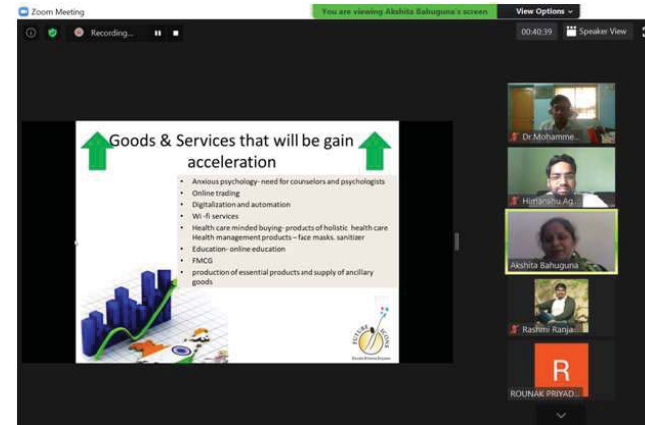 Zoom Meeting
You are viewing Akshita Bahuguna's screen
View Options
Recording...
00:40:39
Speaker View
Goods & Services that will be gain
acceleration
• Anxious psychology- need for counselors and psychologists
• Online trading
• Digitalization and automation
• Wi -fi services
• Health care minded buying- products of holistic health care
Health management products – face masks. sanitizer
• Education- online education
• FMCG
• production of essential products and supply of ancillary
goods
FUTURE ICONS
Dr.Mohamme...
Himanshu Ag...
Akshita Bahuguna
Rashmi Ranja...
R
ROUNAK PRIYAD...